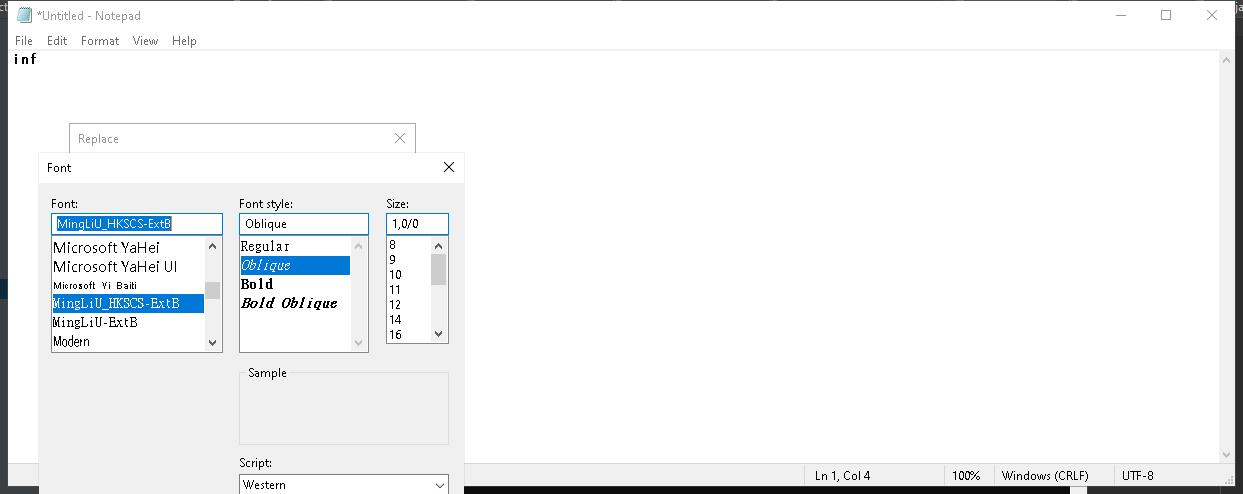 *Untitled - Notepad
File Edit Format View Help
inf
Replace
Font
Font: Font style: Size:
MingLiU_HKSCS-ExtB Oblique 1,0/0
Microsoft YaHei Regular 8
Microsoft YaHei UI Oblique 9
Microsoft Yi Baiti Bold 10
MingLiU_HKSCS-ExtB Bold Oblique 11
MingLiU-ExtB 12
Modern 14
16
Sample
Script:
Western
Ln 1, Col 4 100% Windows (CRLF) UTF-8